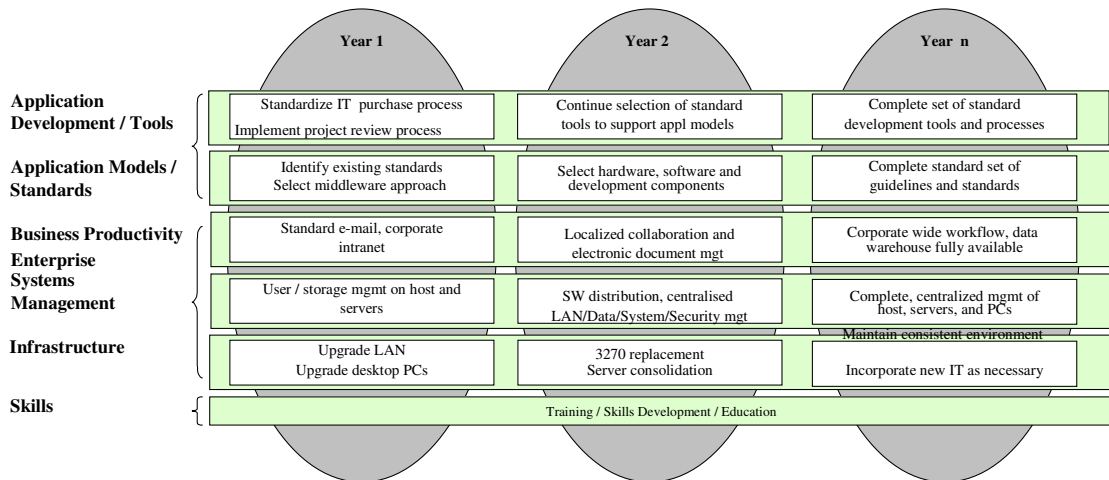 Year 1
Year 2
Year n
Application
Development / Tools
Standardize IT purchase process
Implement project review process
Continue selection of standard
tools to support appl models
Complete set of standard
development tools and processes
Application Models /
Standards
Identify existing standards
Select middleware approach
Select hardware, software and
development components
Complete standard set of
guidelines and standards
Business Productivity
Standard e-mail, corporate
intranet
Localized collaboration and
electronic document mgt
Corporate wide workflow, data
warehouse fully available
Enterprise
Systems
Management
User / storage mgmt on host and
servers
SW distribution, centralised
LAN/Data/System/Security mgt
Complete, centralized mgmt of
host, servers, and PCs
Infrastructure
Upgrade LAN
Upgrade desktop PCs
3270 replacement
Server consolidation
Maintain consistent environment
Incorporate new IT as necessary
Skills
Training / Skills Development / Education